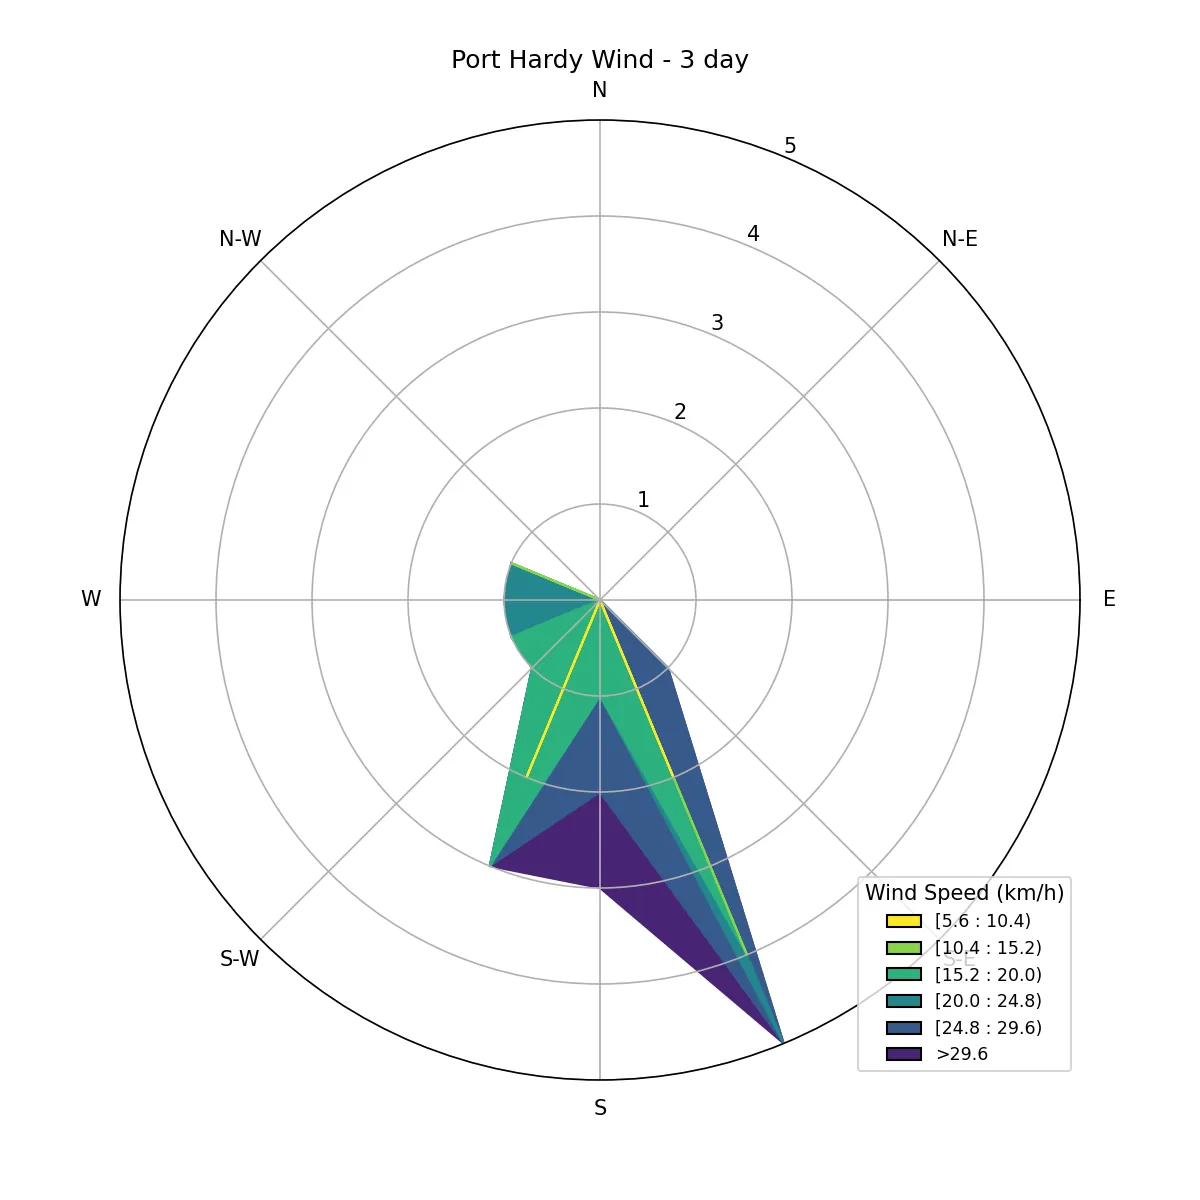 Port Hardy Wind - 3 day
N
5
N-W
N-E
4
3
2
1
W
E
Wind Speed (km/h)
[5.6 : 10.4)
[10.4 : 15.2)
S-W
S-E
[15.2 : 20.0)
[20.0 : 24.8)
[24.8 : 29.6)
>29.6
S